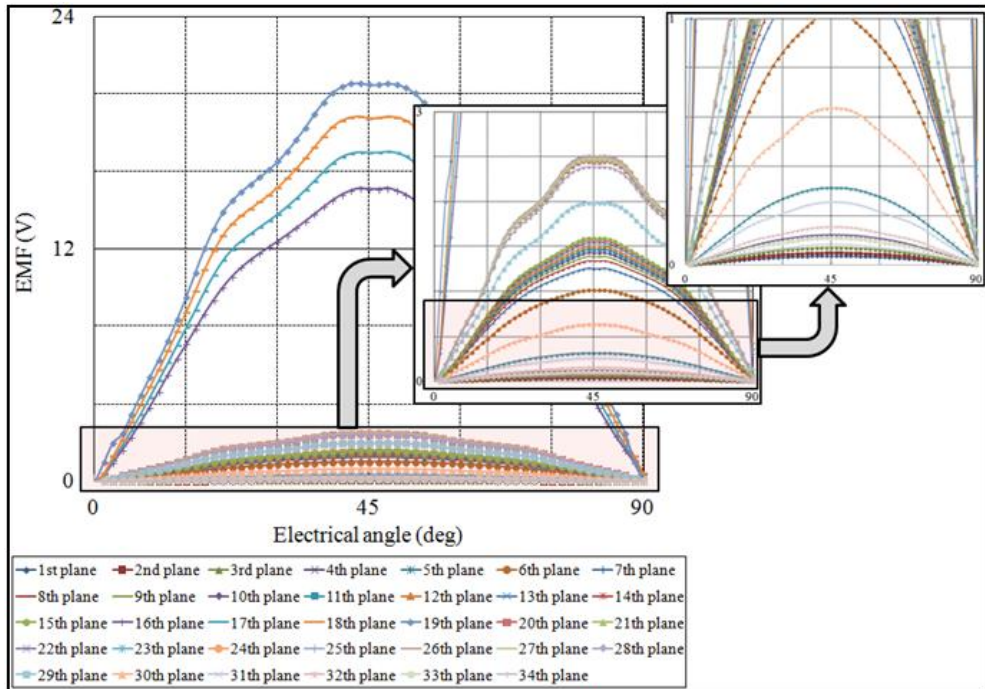 24
12
0
EMF (V)
0 45 90
Electrical angle (deg)
3
0
0 45 90
1
0
0 45 90
1st plane 2nd plane 3rd plane 4th plane 5th plane 6th plane 7th plane
8th plane 9th plane 10th plane 11th plane 12th plane 13th plane 14th plane
15th plane 16th plane 17th plane 18th plane 19th plane 20th plane 21th plane
22th plane 23th plane 24th plane 25th plane 26th plane 27th plane 28th plane
29th plane 30th plane 31th plane 32th plane 33th plane 34th plane